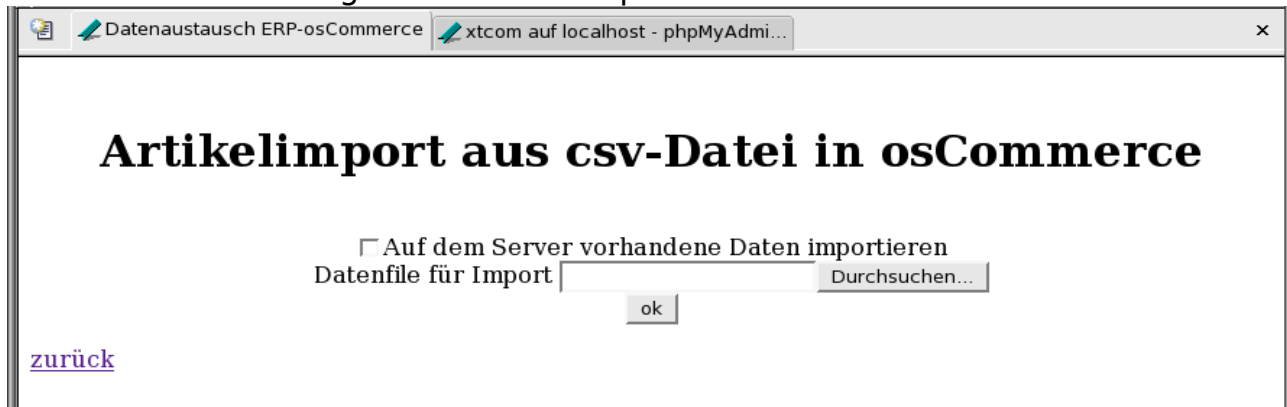 Datenaustausch ERP-osCommerce
xtcom auf localhost - phpMyAdmi...
Artikelimport aus csv-Datei in osCommerce
Auf dem Server vorhandene Daten importieren
Datenfile für Import
Durchsuchen...
ok
zurück